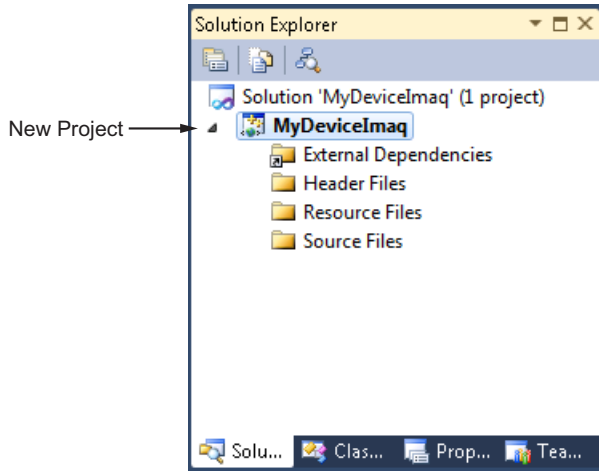 Solution Explorer
Solution 'MyDeviceImaq' (1 project)
New Project
MyDeviceImaq
External Dependencies
Header Files
Resource Files
Source Files
Solu... Clas... Prop... Tea...